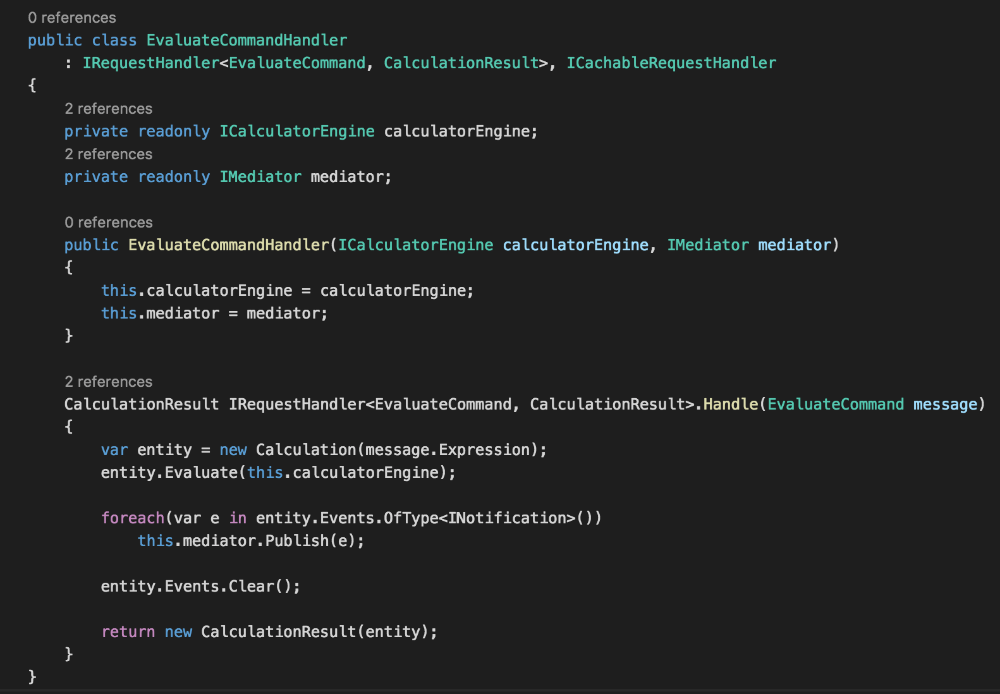 0 references
public class EvaluateCommandHandler
: IRequestHandler<EvaluateCommand, CalculationResult>, ICachableRequestHandler
{
2 references
private readonly ICalculatorEngine calculatorEngine;
2 references
private readonly IMediator mediator;
0 references
public EvaluateCommandHandler(ICalculatorEngine calculatorEngine, IMediator mediator)
{
this.calculatorEngine = calculatorEngine;
this.mediator = mediator;
}
2 references
CalculationResult IRequestHandler<EvaluateCommand, CalculationResult>.Handle(EvaluateCommand message)
{
var entity = new Calculation(message.Expression);
entity.Evaluate(this.calculatorEngine);
foreach(var e in entity.Events.OfType<INotification>())
this.mediator.Publish(e);
entity.Events.Clear();
return new CalculationResult(entity);
}
}